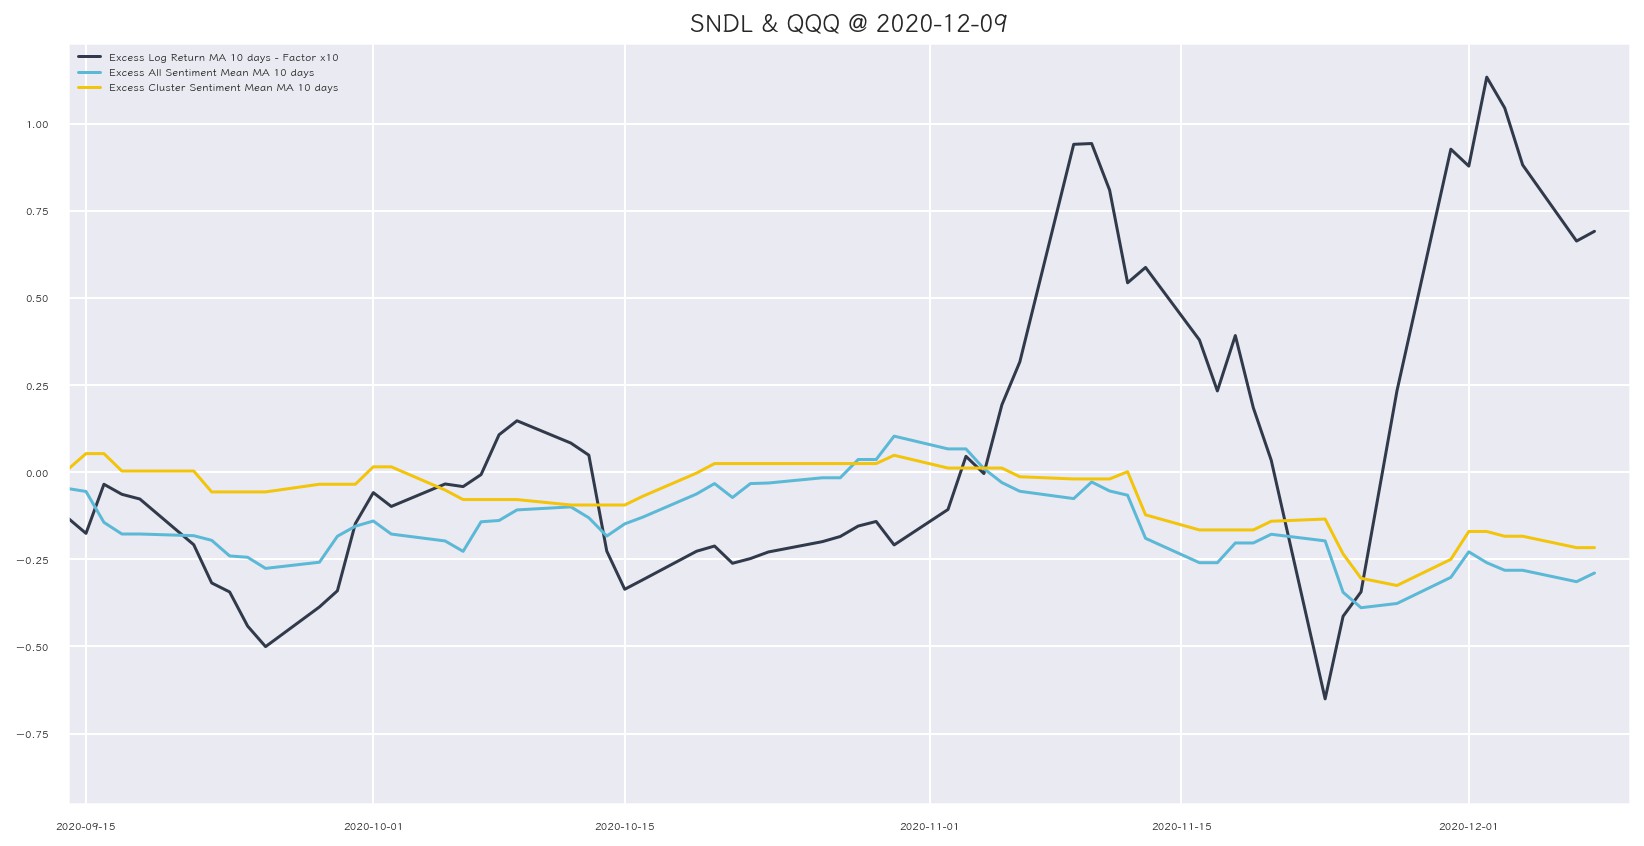 SNDL & QQQ @ 2020-12-09
Excess Log Return MA 10 days - Factor x10
Excess All Sentiment Mean MA 10 days
Excess Cluster Sentiment Mean MA 10 days
1.00
0.75
0.50
0.25
0.00
−0.25
−0.50
−0.75
2020-09-15 2020-10-01 2020-10-15 2020-11-01 2020-11-15 2020-12-01